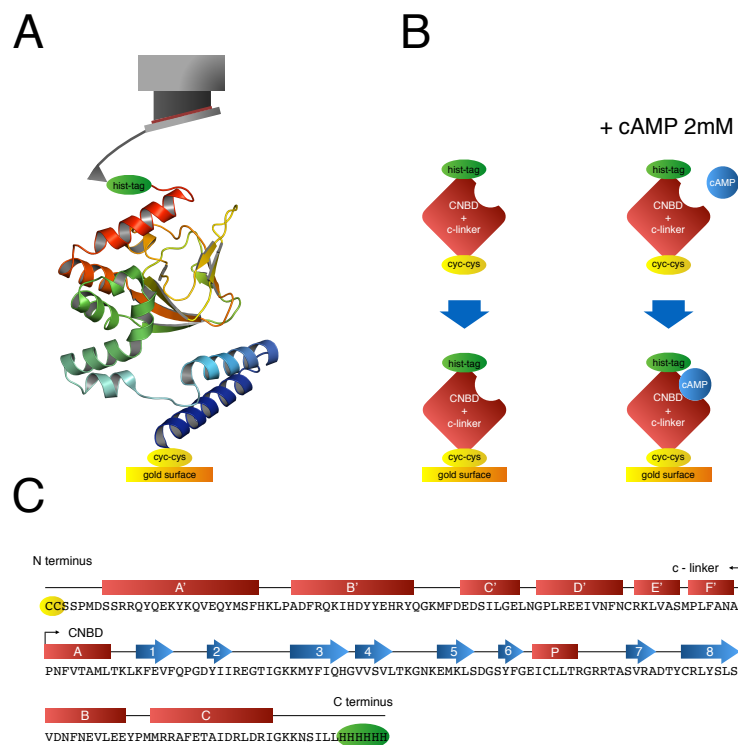 A
B
+ cAMP 2mM
hist-tag
cyc-cys
gold surface
hist-tag
CNBD
+
c-linker
cyc-cys
hist-tag
cAMP
CNBD
+
c-linker
cyc-cys
hist-tag
CNBD
+
c-linker
cyc-cys
gold surface
hist-tag
cAMP
CNBD
+
c-linker
cyc-cys
gold surface
C
N terminus
c - linker
A' B' C' D' E' F'
CCSSPMDSSRRQYQEKYKQVEQYMSFHKLPADFRQKIHDYYEHRYQGKMFDEDSILGELNGPLREEIVNFNCRKLVASMPLFANA
CNBD
A 1 2 3 4 5 6 P 7 8
PNFVTAMLTKLKFEVFQPGDYIIREGTIGKKMYFIQHGVVSVLTKGNKEMKLSDGSYFGEICLLTRGRRTASVRADTYCRLYSLS
C terminus
B C
VDNFNEVLEEYPMMRRAFETAIDRLDRIGKKNSILLHHHHHH